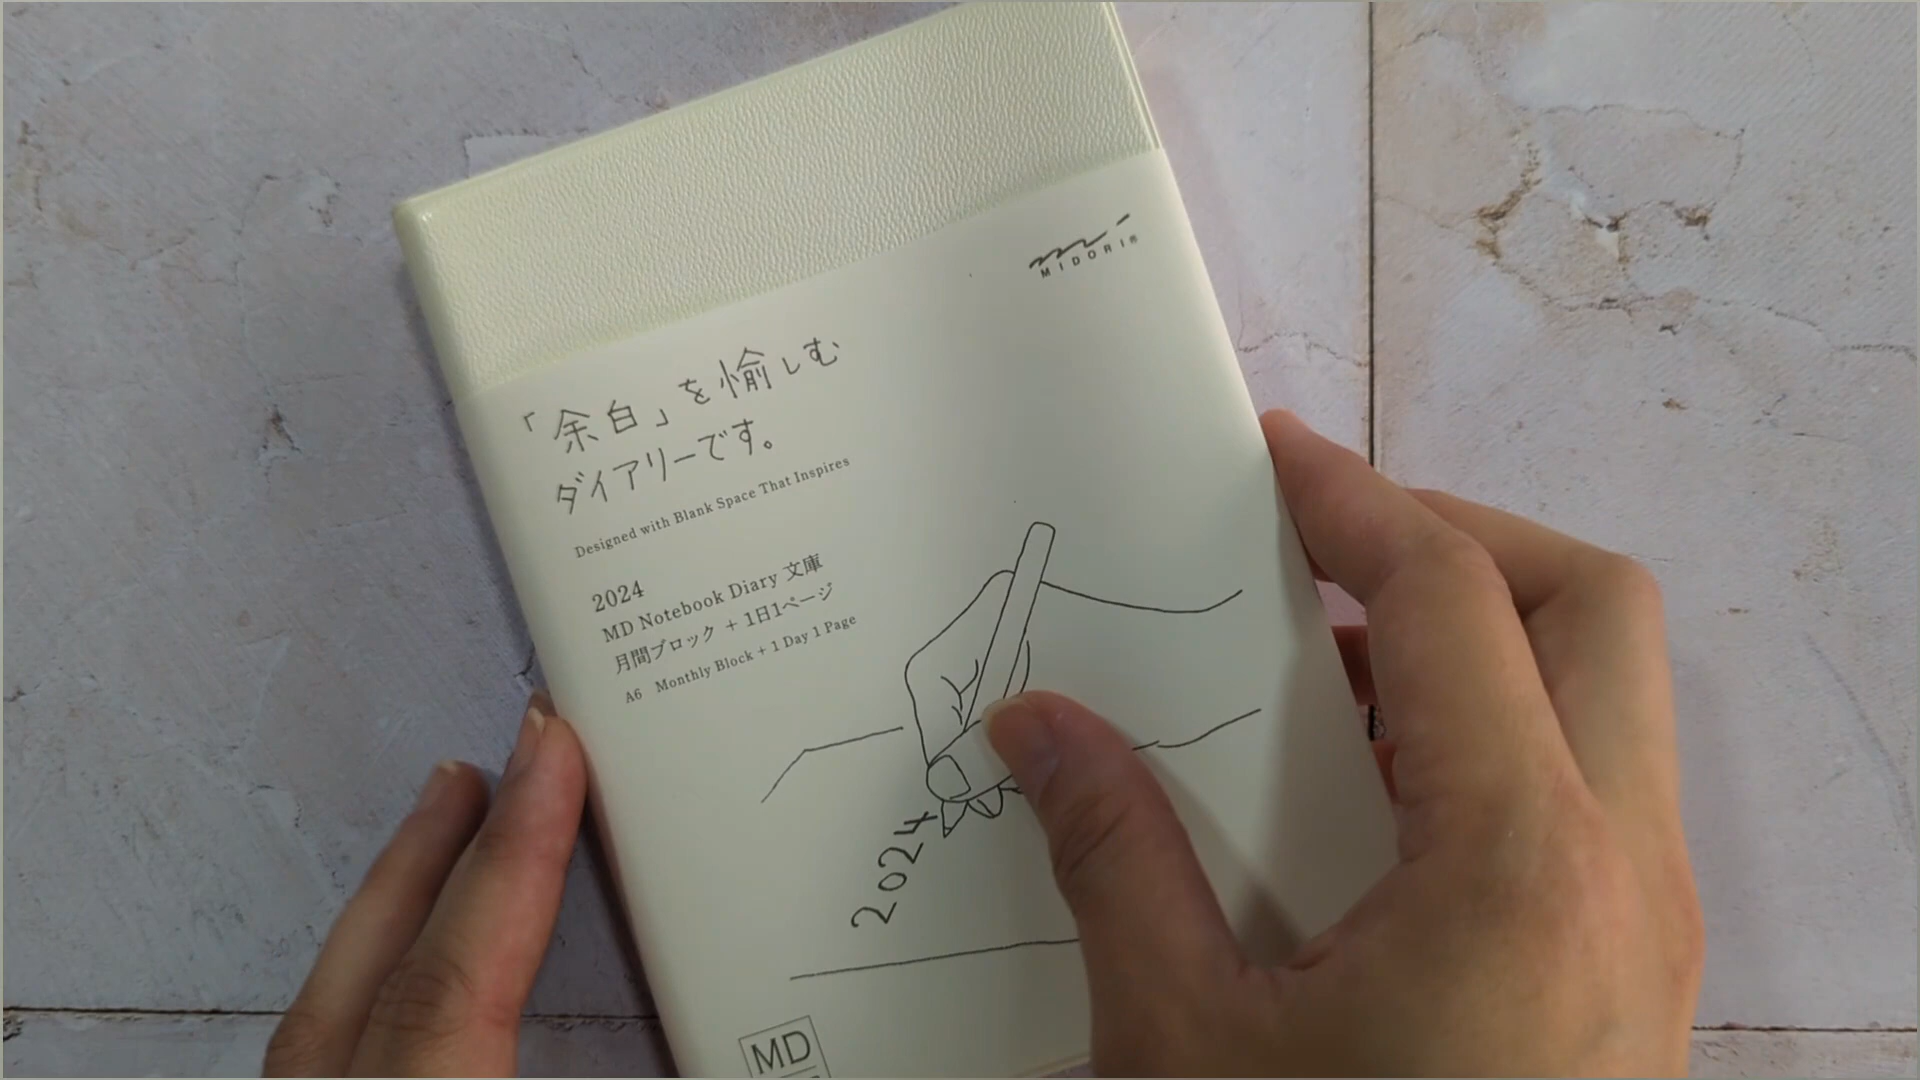 MIDORI®
「余白」を愉しむ
ダイアリーです。
Designed with Blank Space That Inspires
2024
MD Notebook Diary 文庫
月間ブロック + 1日1ページ
A6 Monthly Block + 1 Day 1 Page
2024
MD